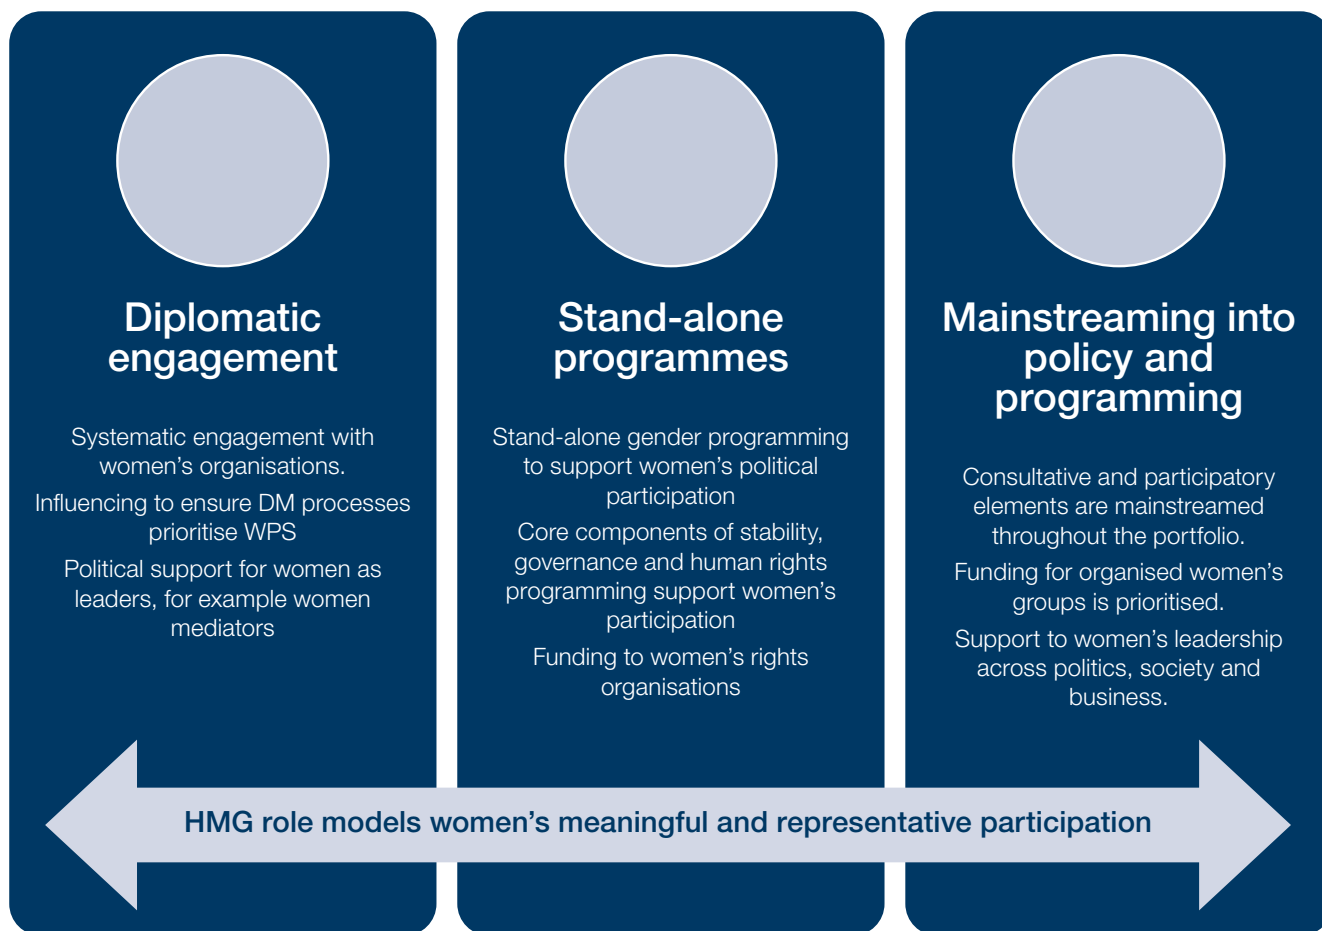 Diplomatic
engagement
Systematic engagement with
women’s organisations.
Influencing to ensure DM processes
prioritise WPS
Political support for women as
leaders, for example women
mediators
Stand-alone
programmes
Stand-alone gender programming
to support women’s political
participation
Core components of stability,
governance and human rights
programming support women’s
participation
Funding to women’s rights
organisations
Mainstreaming into
policy and
programming
Consultative and participatory
elements are mainstreamed
throughout the portfolio.
Funding for organised women’s
groups is prioritised.
Support to women’s leadership
across politics, society and
business.
HMG role models women’s meaningful and representative participation